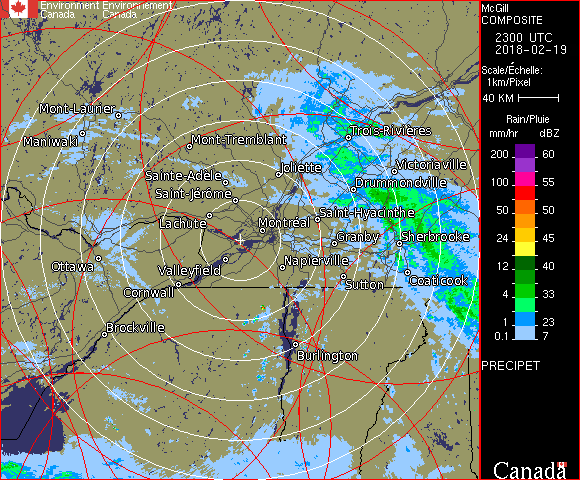 Environment Environnement
Canada Canada
McGill
COMPOSITE
2300 UTC
2018-02-19
Scale/Échelle:
1km/Pixel
40 KM
Rain/Pluie
mm/hr dBZ
200 60
100 55
50 50
24 45
12 40
4 33
1 23
0.1 7
PRECIPET
Canada
Mont-Laurier
Maniwaki
Mont-Tremblant
Trois-Rivières
Joliette
Victoriaville
Sainte-Adèle
Drummondville
Saint-Jérôme
Saint-Hyacinthe
Lachute
Montréal
Granby
Sherbrooke
Ottawa
Valleyfield
Napierville
Coaticook
Sutton
Cornwall
Brockville
Burlington